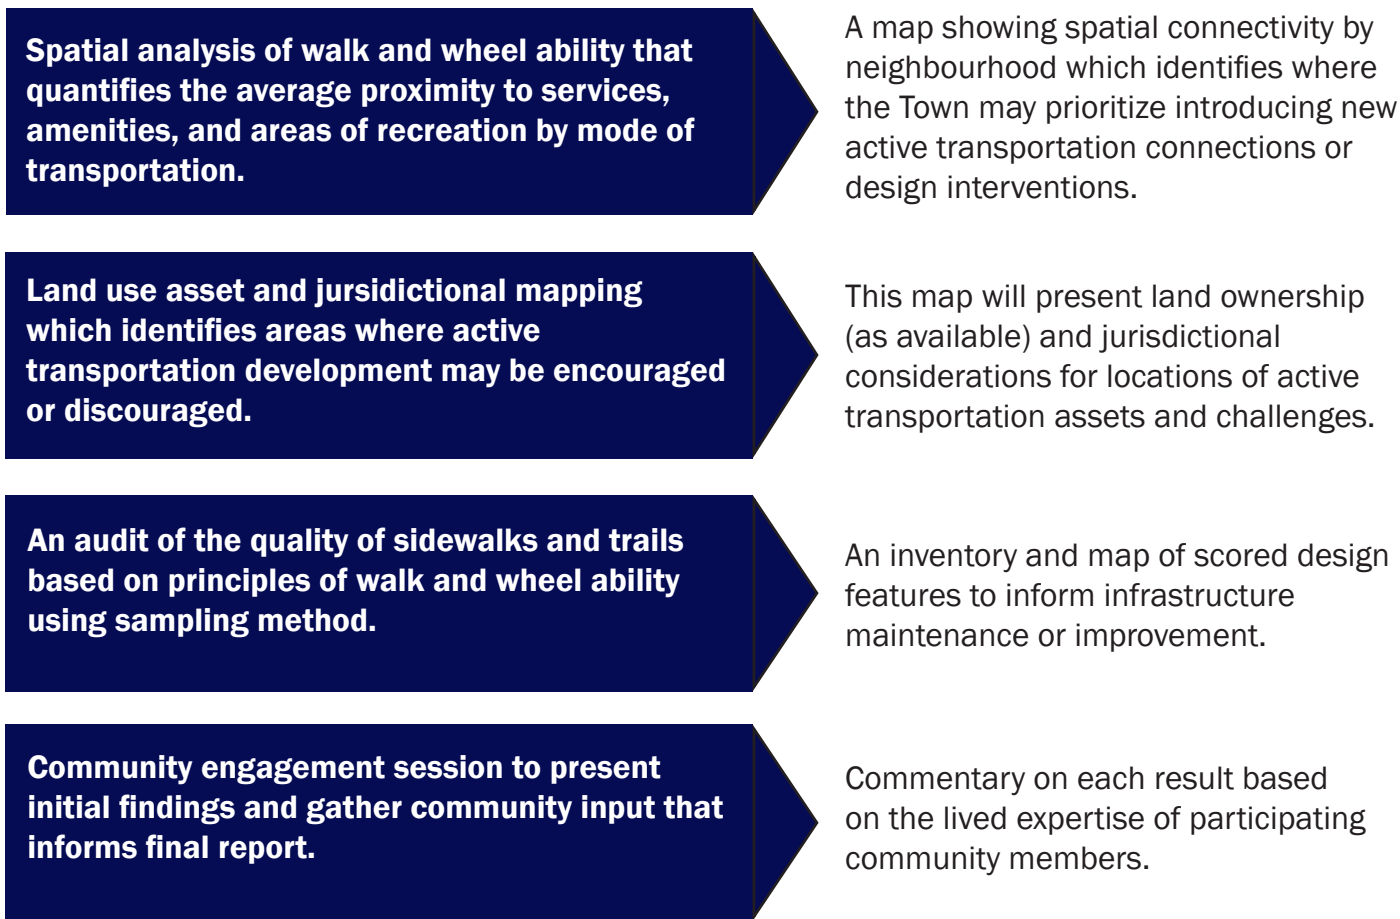 Spatial analysis of walk and wheel ability that
quantifies the average proximity to services,
amenities, and areas of recreation by mode of
transportation.
A map showing spatial connectivity by
neighbourhood which identifies where
the Town may prioritize introducing new
active transportation connections or
design interventions.
Land use asset and jursidictional mapping
which identifies areas where active
transportation development may be encouraged
or discouraged.
This map will present land ownership
(as available) and jurisdictional
considerations for locations of active
transportation assets and challenges.
An audit of the quality of sidewalks and trails
based on principles of walk and wheel ability
using sampling method.
An inventory and map of scored design
features to inform infrastructure
maintenance or improvement.
Community engagement session to present
initial findings and gather community input that
informs final report.
Commentary on each result based
on the lived expertise of participating
community members.